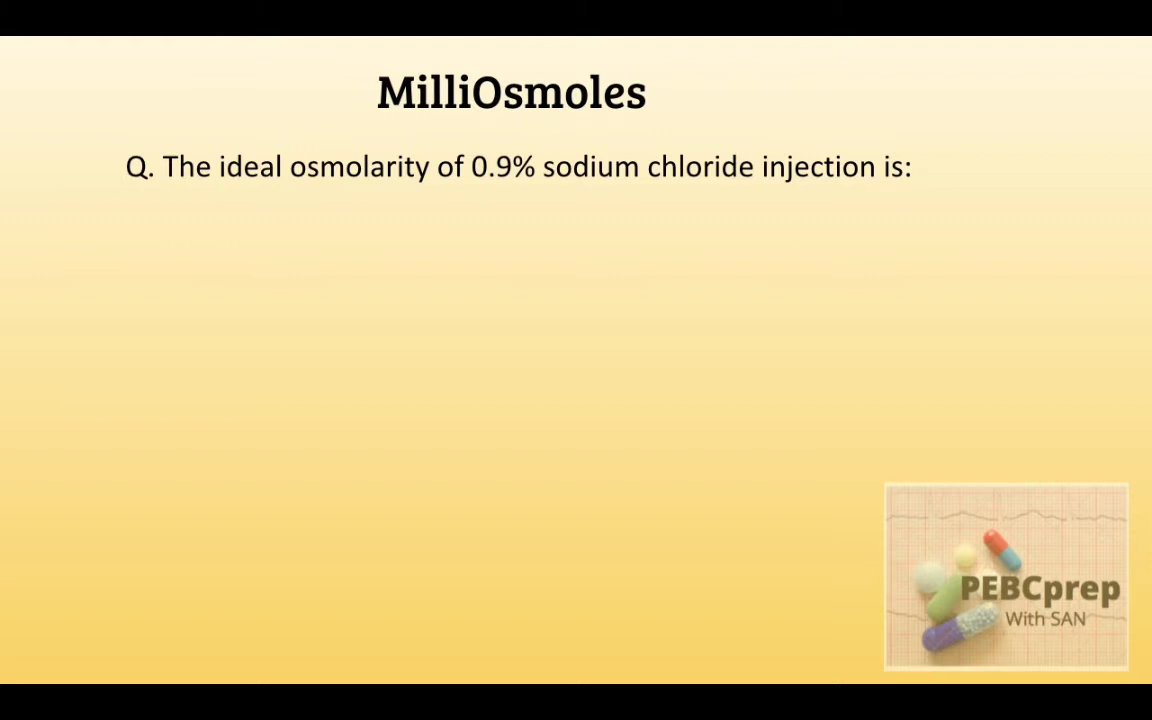 MilliOsmoles
Q. The ideal osmolarity of 0.9% sodium chloride injection is:
PEBCprep
With SAN